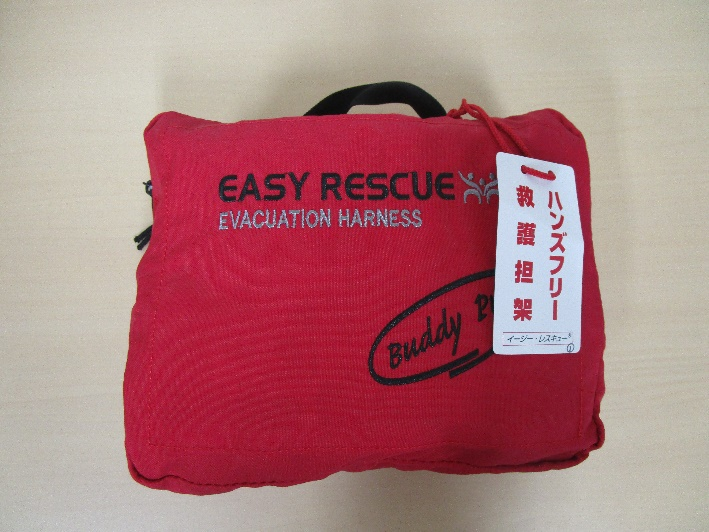 EASY RESCUE
EVACUATION HARNESS
Buddy
ハンズフリー
救護担架
イージー・レスキュー®
①